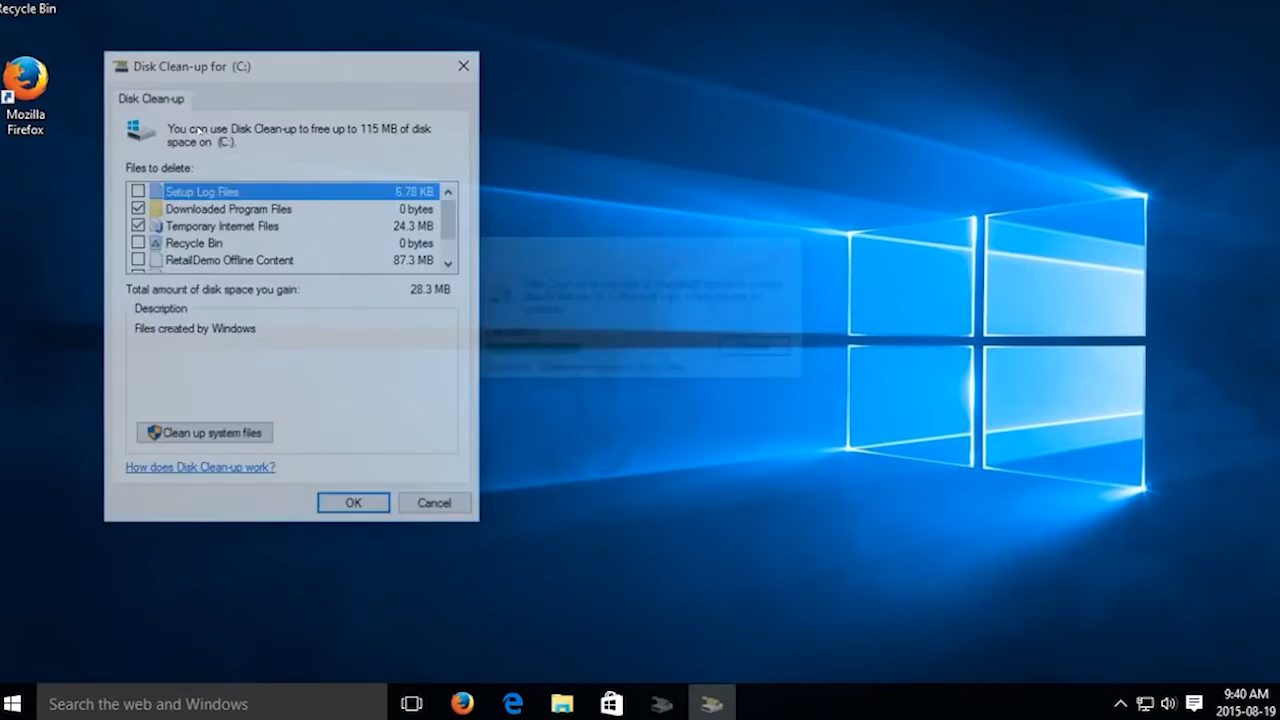 Recycle Bin
Mozilla
Firefox
Disk Clean-up for (C:)
Disk Clean-up
You can use Disk Clean-up to free up to 115 MB of disk
space on (C:).
Files to delete:
Setup Log Files 6.78 KB
Downloaded Program Files 0 bytes
Temporary Internet Files 24.3 MB
Recycle Bin 0 bytes
RetailDemo Offline Content 87.3 MB
Total amount of disk space you gain: 28.3 MB
Description
Files created by Windows
Clean up system files
How does Disk Clean-up work?
OK Cancel
Search the web and Windows
9:40 AM
2015-08-19